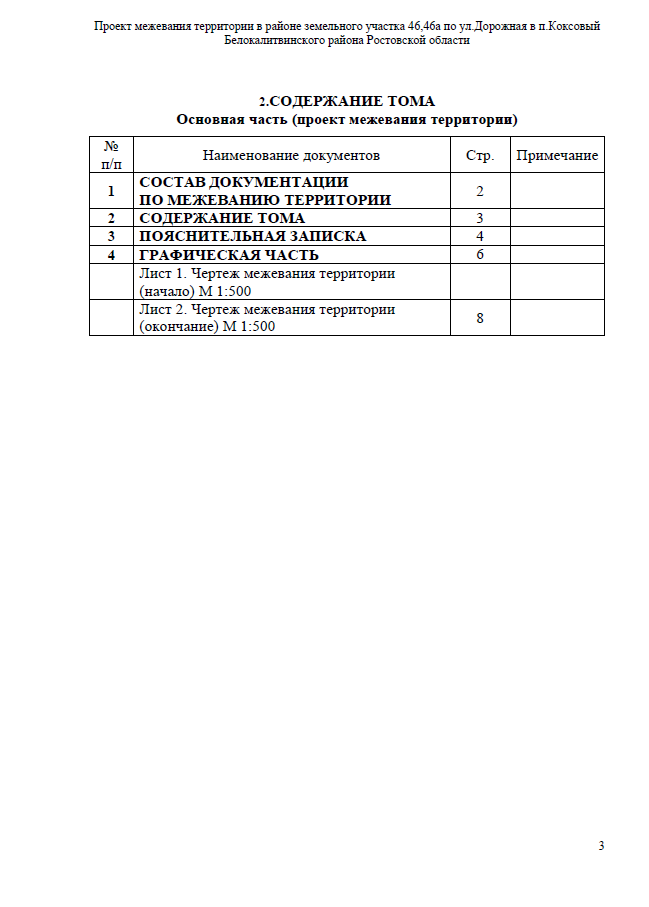 Проект межевания территории в районе земельного участка 46,46а по ул.Дорожная в п.Коксовый
Белокалитвинского района Ростовской области
2.СОДЕРЖАНИЕ ТОМА
Основная часть (проект межевания территории)
№ п/п Наименование документов Стр. Примечание
1 СОСТАВ ДОКУМЕНТАЦИИ
ПО МЕЖЕВАНИЮ ТЕРРИТОРИИ 2
2 СОДЕРЖАНИЕ ТОМА 3
3 ПОЯСНИТЕЛЬНАЯ ЗАПИСКА 4
4 ГРАФИЧЕСКАЯ ЧАСТЬ 6
Лист 1. Чертеж межевания территории
(начало) М 1:500
Лист 2. Чертеж межевания территории
(окончание) М 1:500 8
3